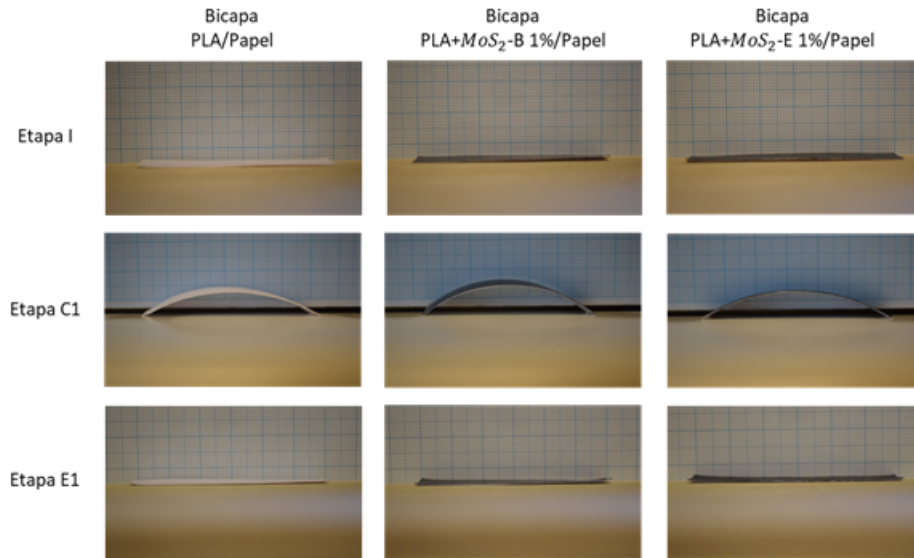 Bicapa
PLA/Papel
Bicapa
PLA+MoS₂-B 1%/Papel
Bicapa
PLA+MoS₂-E 1%/Papel
Etapa I
Etapa C1
Etapa E1